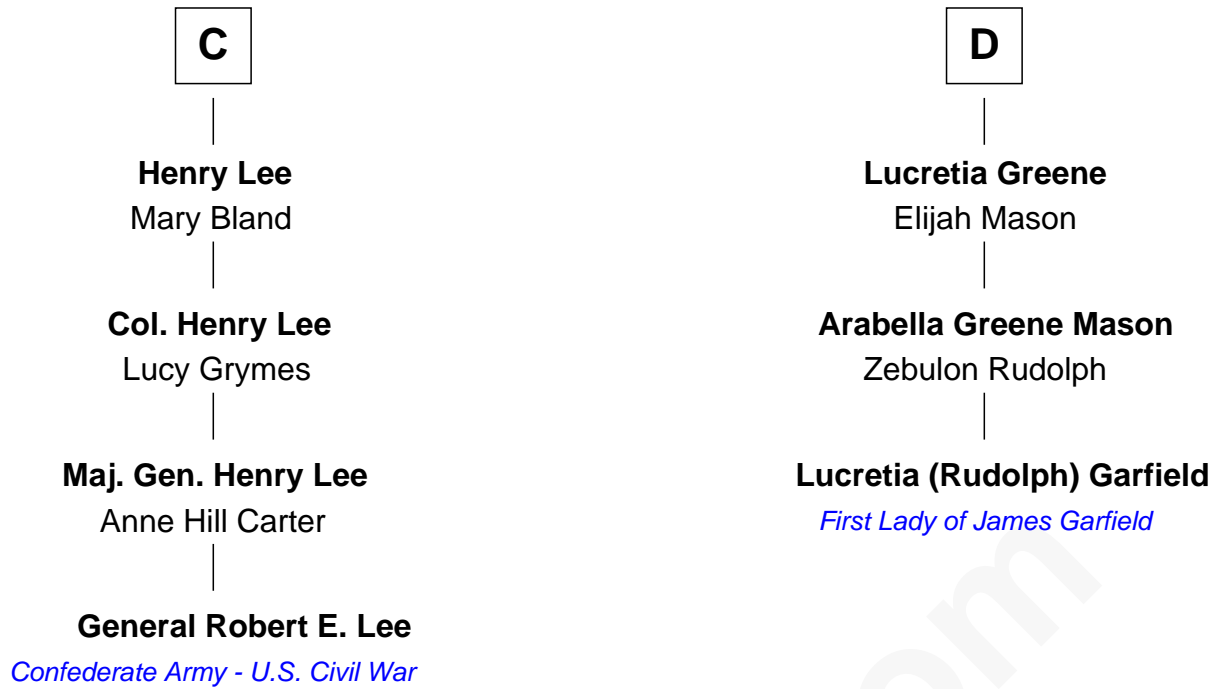 C
Henry Lee
Mary Bland
Col. Henry Lee
Lucy Grymes
Maj. Gen. Henry Lee
Anne Hill Carter
General Robert E. Lee
Confederate Army - U.S. Civil War
D
Lucretia Greene
Elijah Mason
Arabella Greene Mason
Zebulon Rudolph
Lucretia (Rudolph) Garfield
First Lady of James Garfield
om